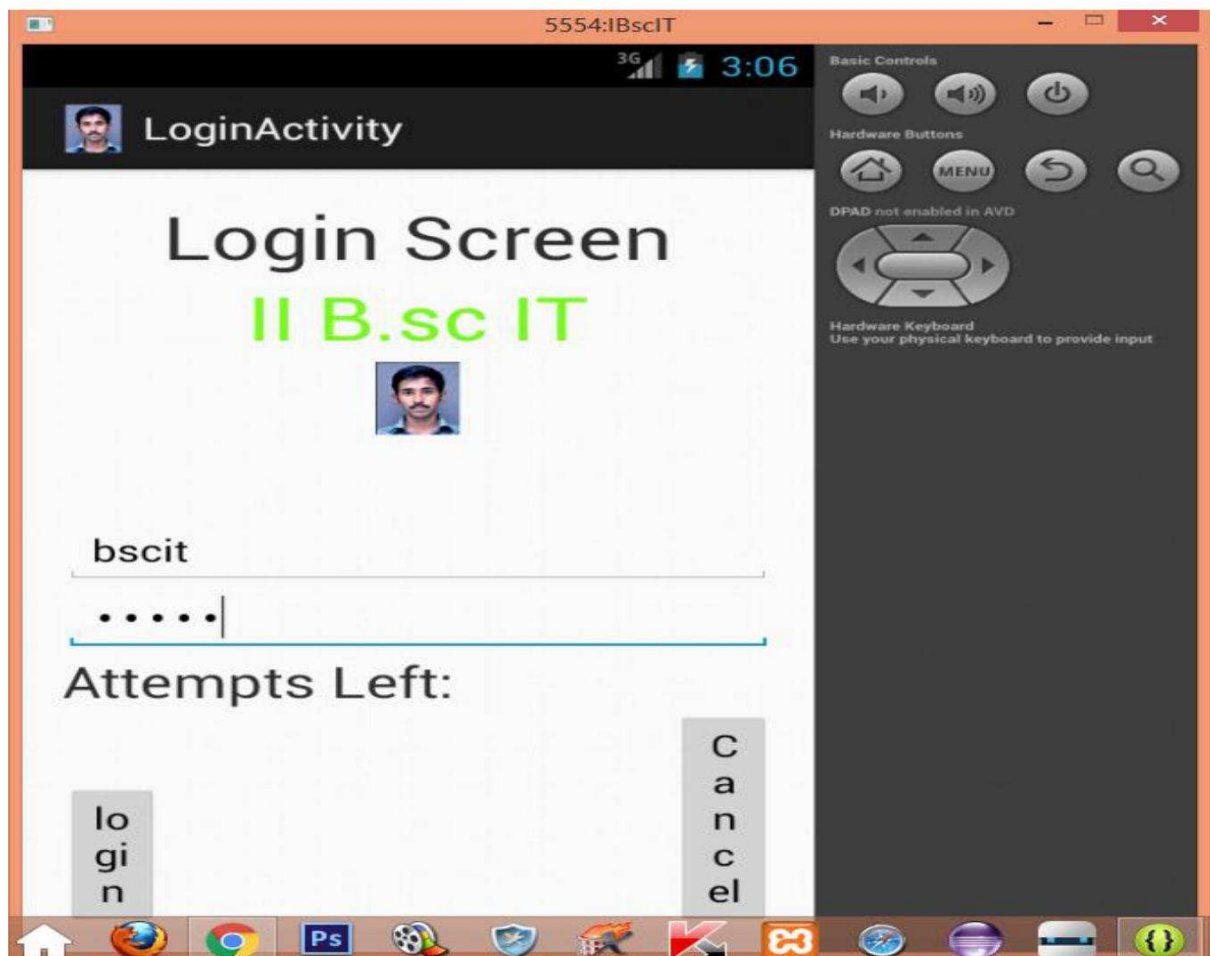 5554:IBscIT
3G 3:06
LoginActivity
Login Screen
II B.sc IT
bscit
•••••
Attempts Left:
lo
gi
n
C
a
n
c
el
Basic Controls
Hardware Buttons
MENU
DPAD not enabled in AVD
Hardware Keyboard
Use your physical keyboard to provide input
Ps